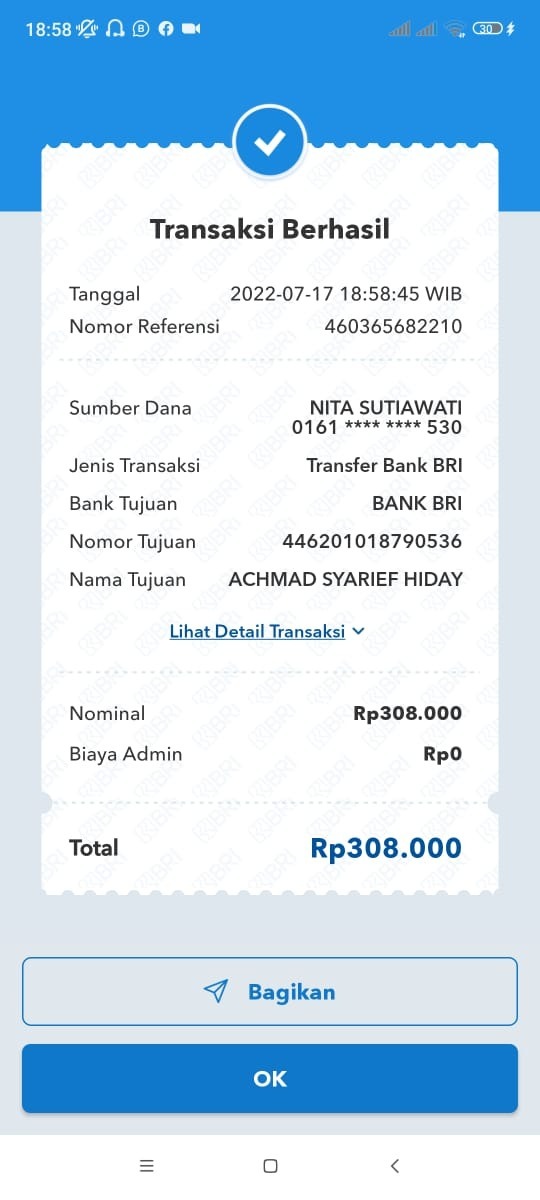 18:58
30
Transaksi Berhasil
Tanggal 2022-07-17 18:58:45 WIB
Nomor Referensi 460365682210
Sumber Dana NITA SUTIAWATI
0161 **** **** 530
Jenis Transaksi Transfer Bank BRI
Bank Tujuan BANK BRI
Nomor Tujuan 446201018790536
Nama Tujuan ACHMAD SYARIEF HIDAY
Lihat Detail Transaksi
Nominal Rp308.000
Biaya Admin Rp0
Total Rp308.000
Bagikan
OK